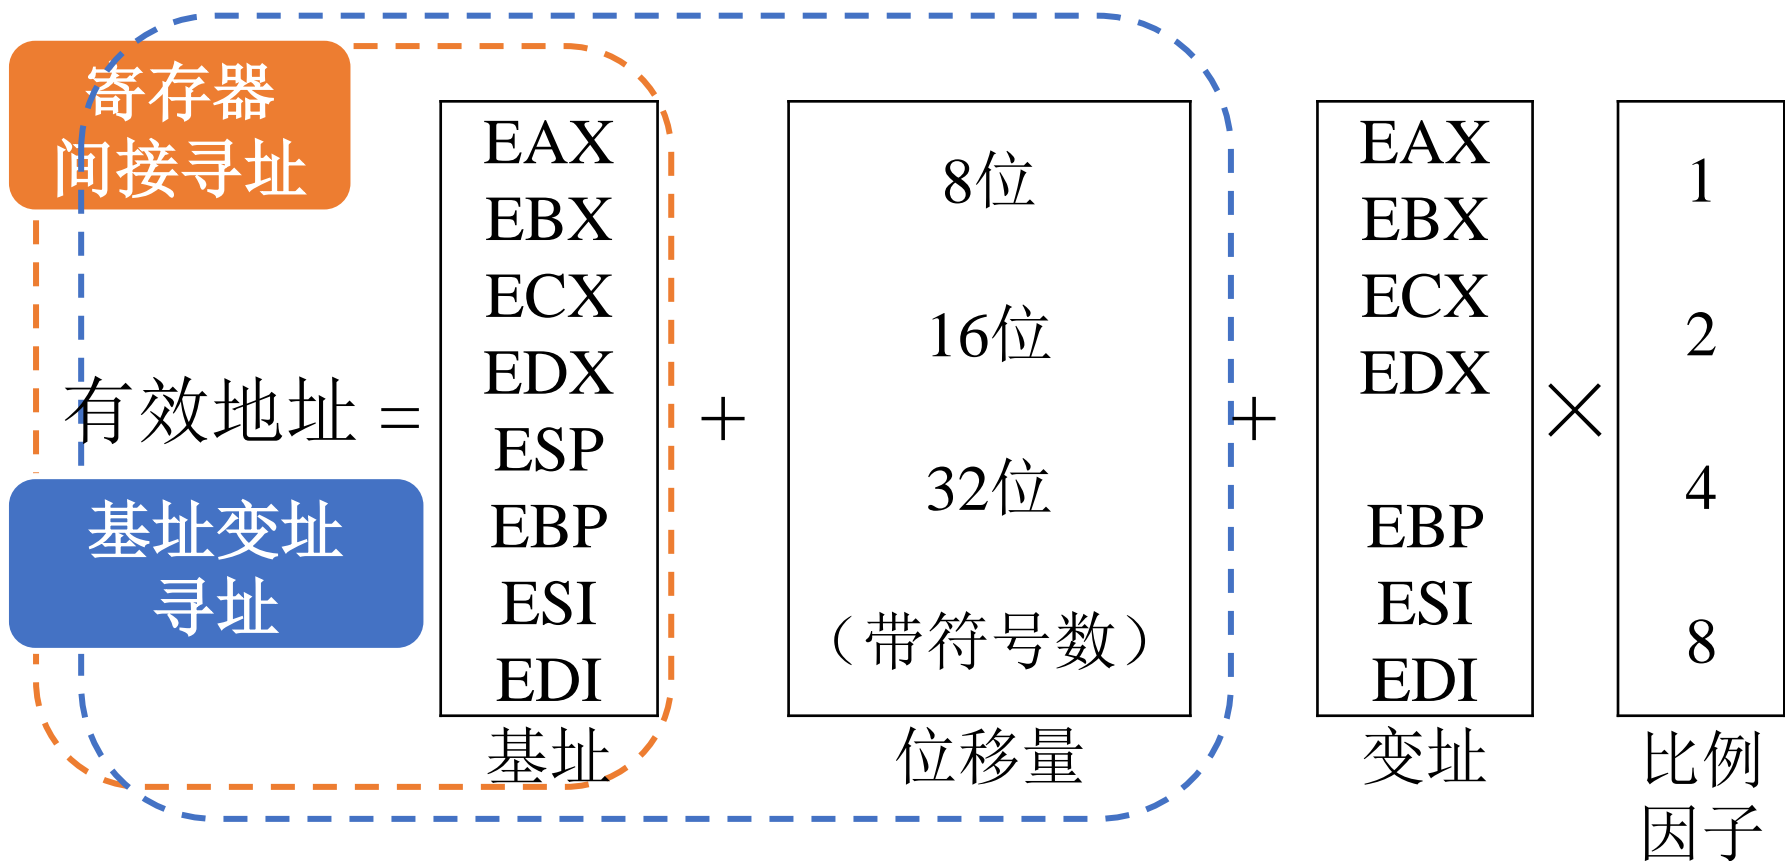 寄存器
间接寻址
有效地址 =
基址变址
寻址
EAX
EBX
ECX
EDX
ESP
EBP
ESI
EDI
基址
+
8位
16位
32位
（带符号数）
位移量
+
EAX
EBX
ECX
EDX
EBP
ESI
EDI
变址
×
1
2
4
8
比例
因子